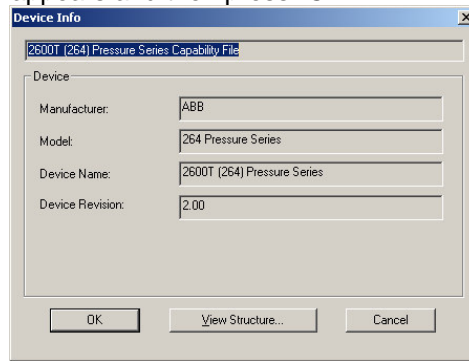 Device Info
2600T (264) Pressure Series Capability File
Device
Manufacturer: ABB
Model: 264 Pressure Series
Device Name: 2600T (264) Pressure Series
Device Revision: 2.00
OK View Structure... Cancel